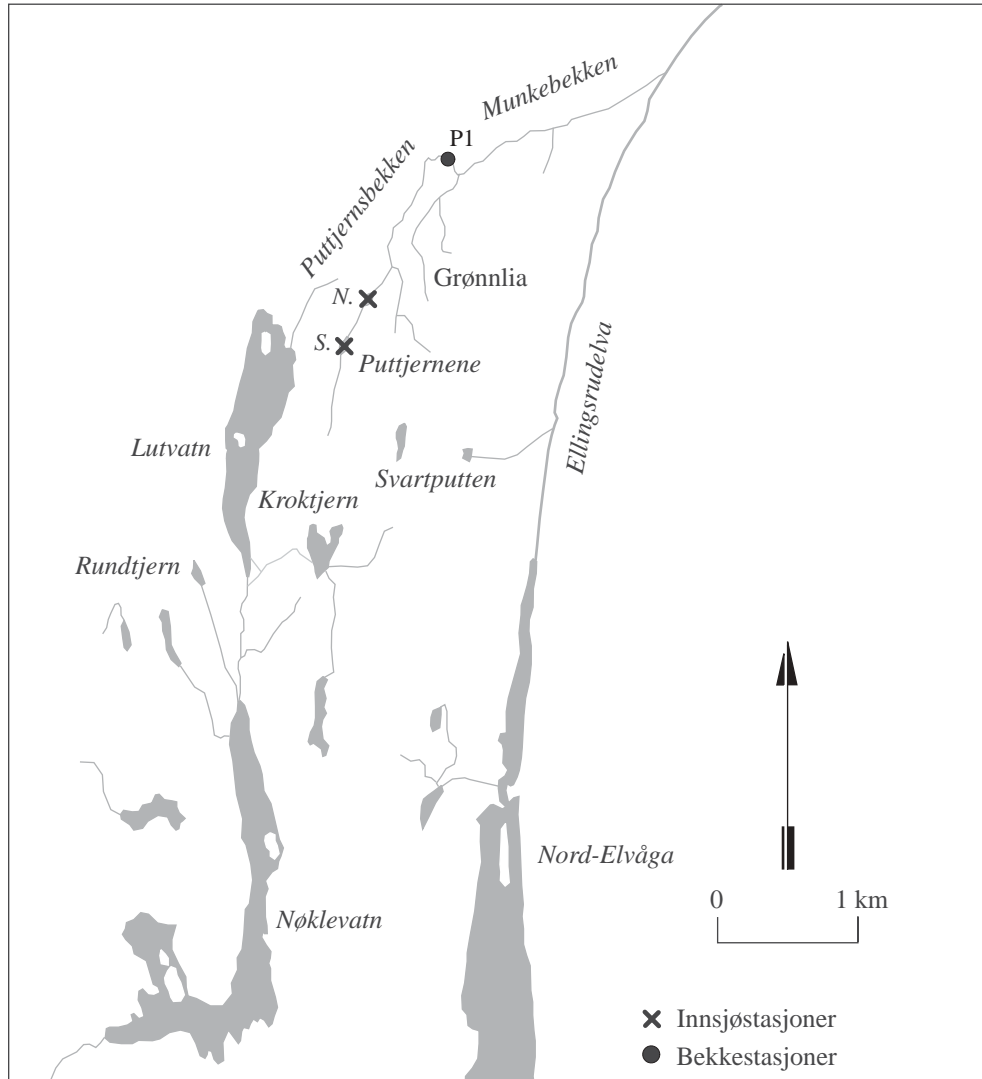 Munkebekken
P1
Puttjernsbekken
Grønnlia
N.
S.
Puttjernene
Ellingsrudelva
Lutvatn
Svartputten
Kroktjern
Rundtjern
Nord-Elvåga
0 1 km
Nøklevatn
Innsjøstasjoner
Bekkestasjoner